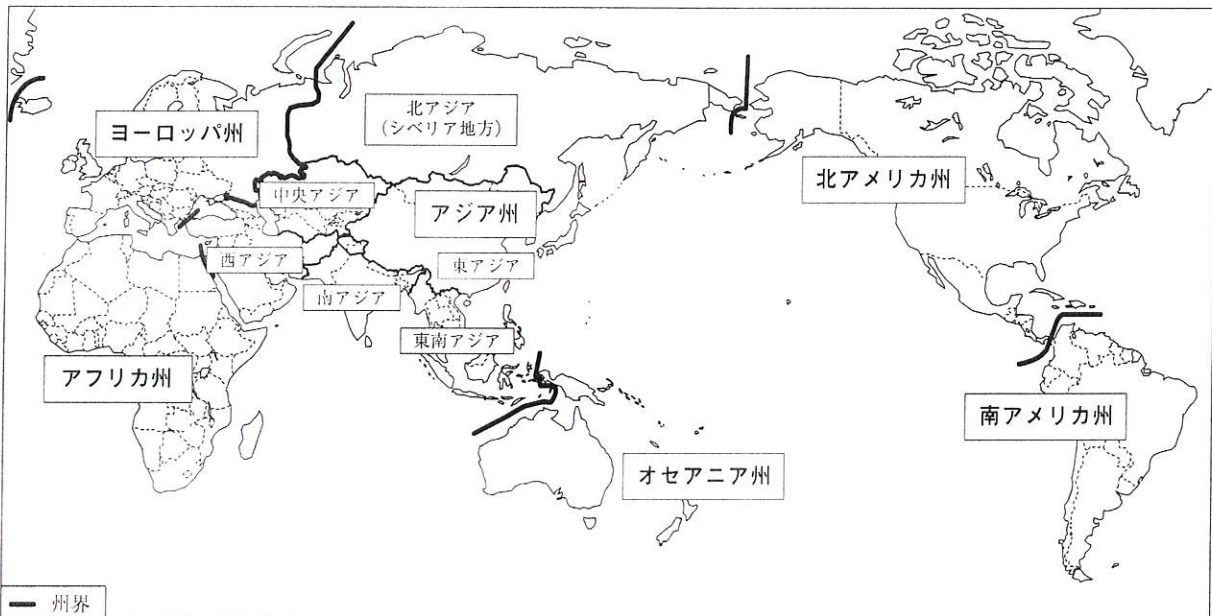 ヨーロッパ州
北アジア
(シベリア地方)
中央アジア
アジア州
北アメリカ州
西アジア
東アジア
南アジア
東南アジア
アフリカ州
南アメリカ州
オセアニア州
州界